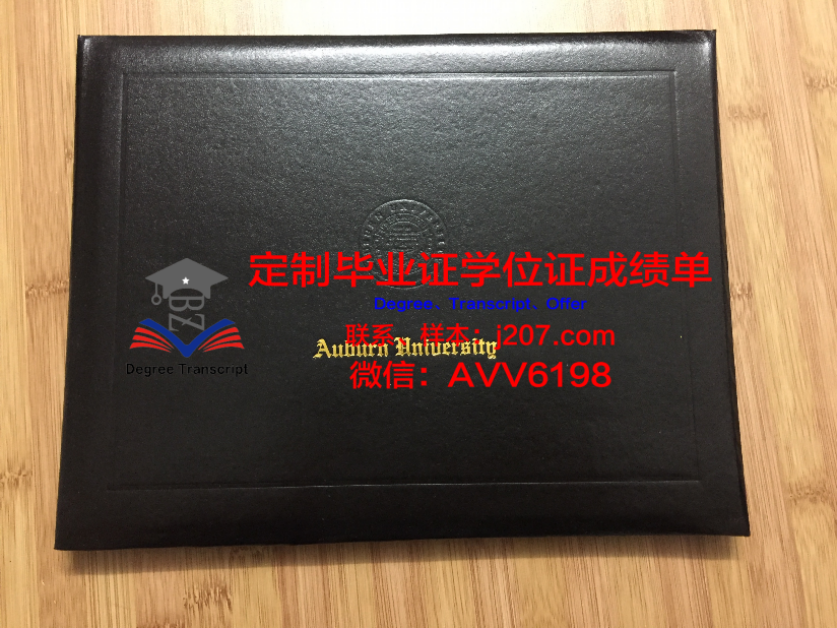 定制毕业证学位证成绩单
Degree、Transcript、Offer
BZ
联系、样本：j207.com
Auburn University
微信：AVV6198
Degree Transcript